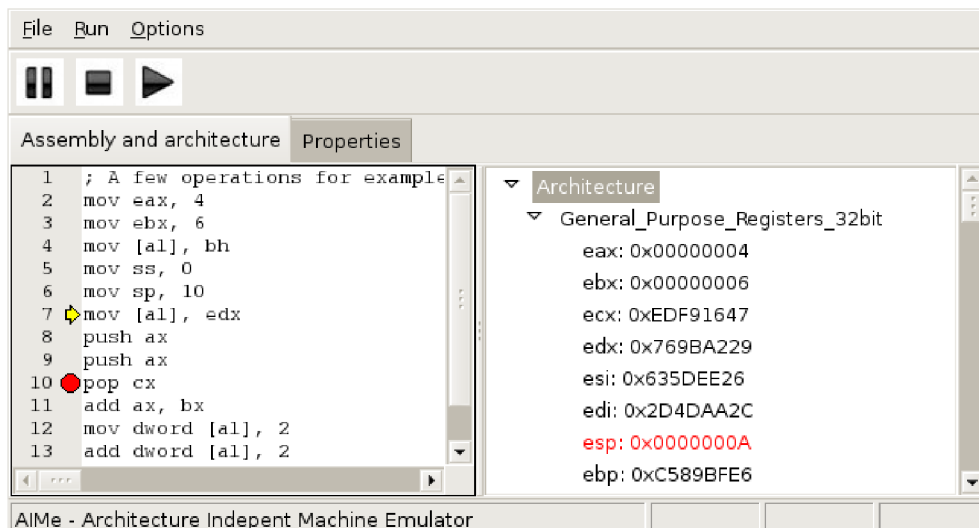 File Run Options
Assembly and architecture Properties
1 ; A few operations for example
2 mov eax, 4
3 mov ebx, 6
4 mov [al], bh
5 mov ss, 0
6 mov sp, 10
7 mov [al], edx
8 push ax
9 push ax
10 pop cx
11 add ax, bx
12 mov dword [al], 2
13 add dword [al], 2
Architecture
General_Purpose_Registers_32bit
eax: 0x00000004
ebx: 0x00000006
ecx: 0xEDF91647
edx: 0x769BA229
esi: 0x635DEE26
edi: 0x2D4DAA2C
esp: 0x0000000A
ebp: 0xC589BFE6
AIMe - Architecture Indepent Machine Emulator